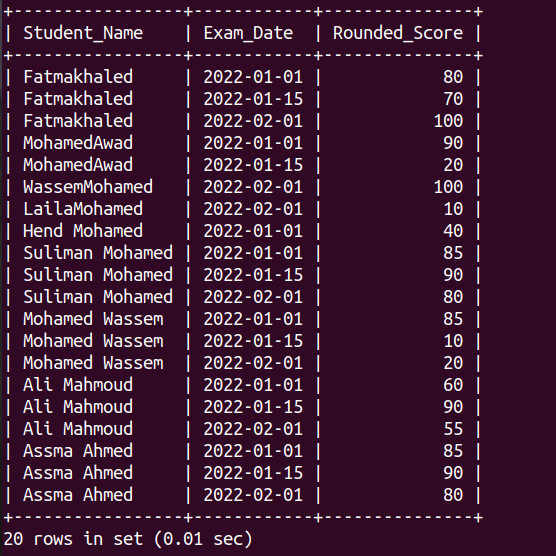 +-----------------+------------+---------------+
| Student_Name    | Exam_Date  | Rounded_Score |
+-----------------+------------+---------------+
| Fatmakhaled     | 2022-01-01 |            80 |
| Fatmakhaled     | 2022-01-15 |            70 |
| Fatmakhaled     | 2022-02-01 |           100 |
| MohamedAwad     | 2022-01-01 |            90 |
| MohamedAwad     | 2022-01-15 |            20 |
| WassemMohamed   | 2022-02-01 |           100 |
| LailaMohamed    | 2022-02-01 |            10 |
| Hend Mohamed    | 2022-01-01 |            40 |
| Suliman Mohamed | 2022-01-01 |            85 |
| Suliman Mohamed | 2022-01-15 |            90 |
| Suliman Mohamed | 2022-02-01 |            80 |
| Mohamed Wassem  | 2022-01-01 |            85 |
| Mohamed Wassem  | 2022-01-15 |            10 |
| Mohamed Wassem  | 2022-02-01 |            20 |
| Ali Mahmoud     | 2022-01-01 |            60 |
| Ali Mahmoud     | 2022-01-15 |            90 |
| Ali Mahmoud     | 2022-02-01 |            55 |
| Assma Ahmed     | 2022-01-01 |            85 |
| Assma Ahmed     | 2022-01-15 |            90 |
| Assma Ahmed     | 2022-02-01 |            80 |
+-----------------+------------+---------------+
20 rows in set (0.01 sec)